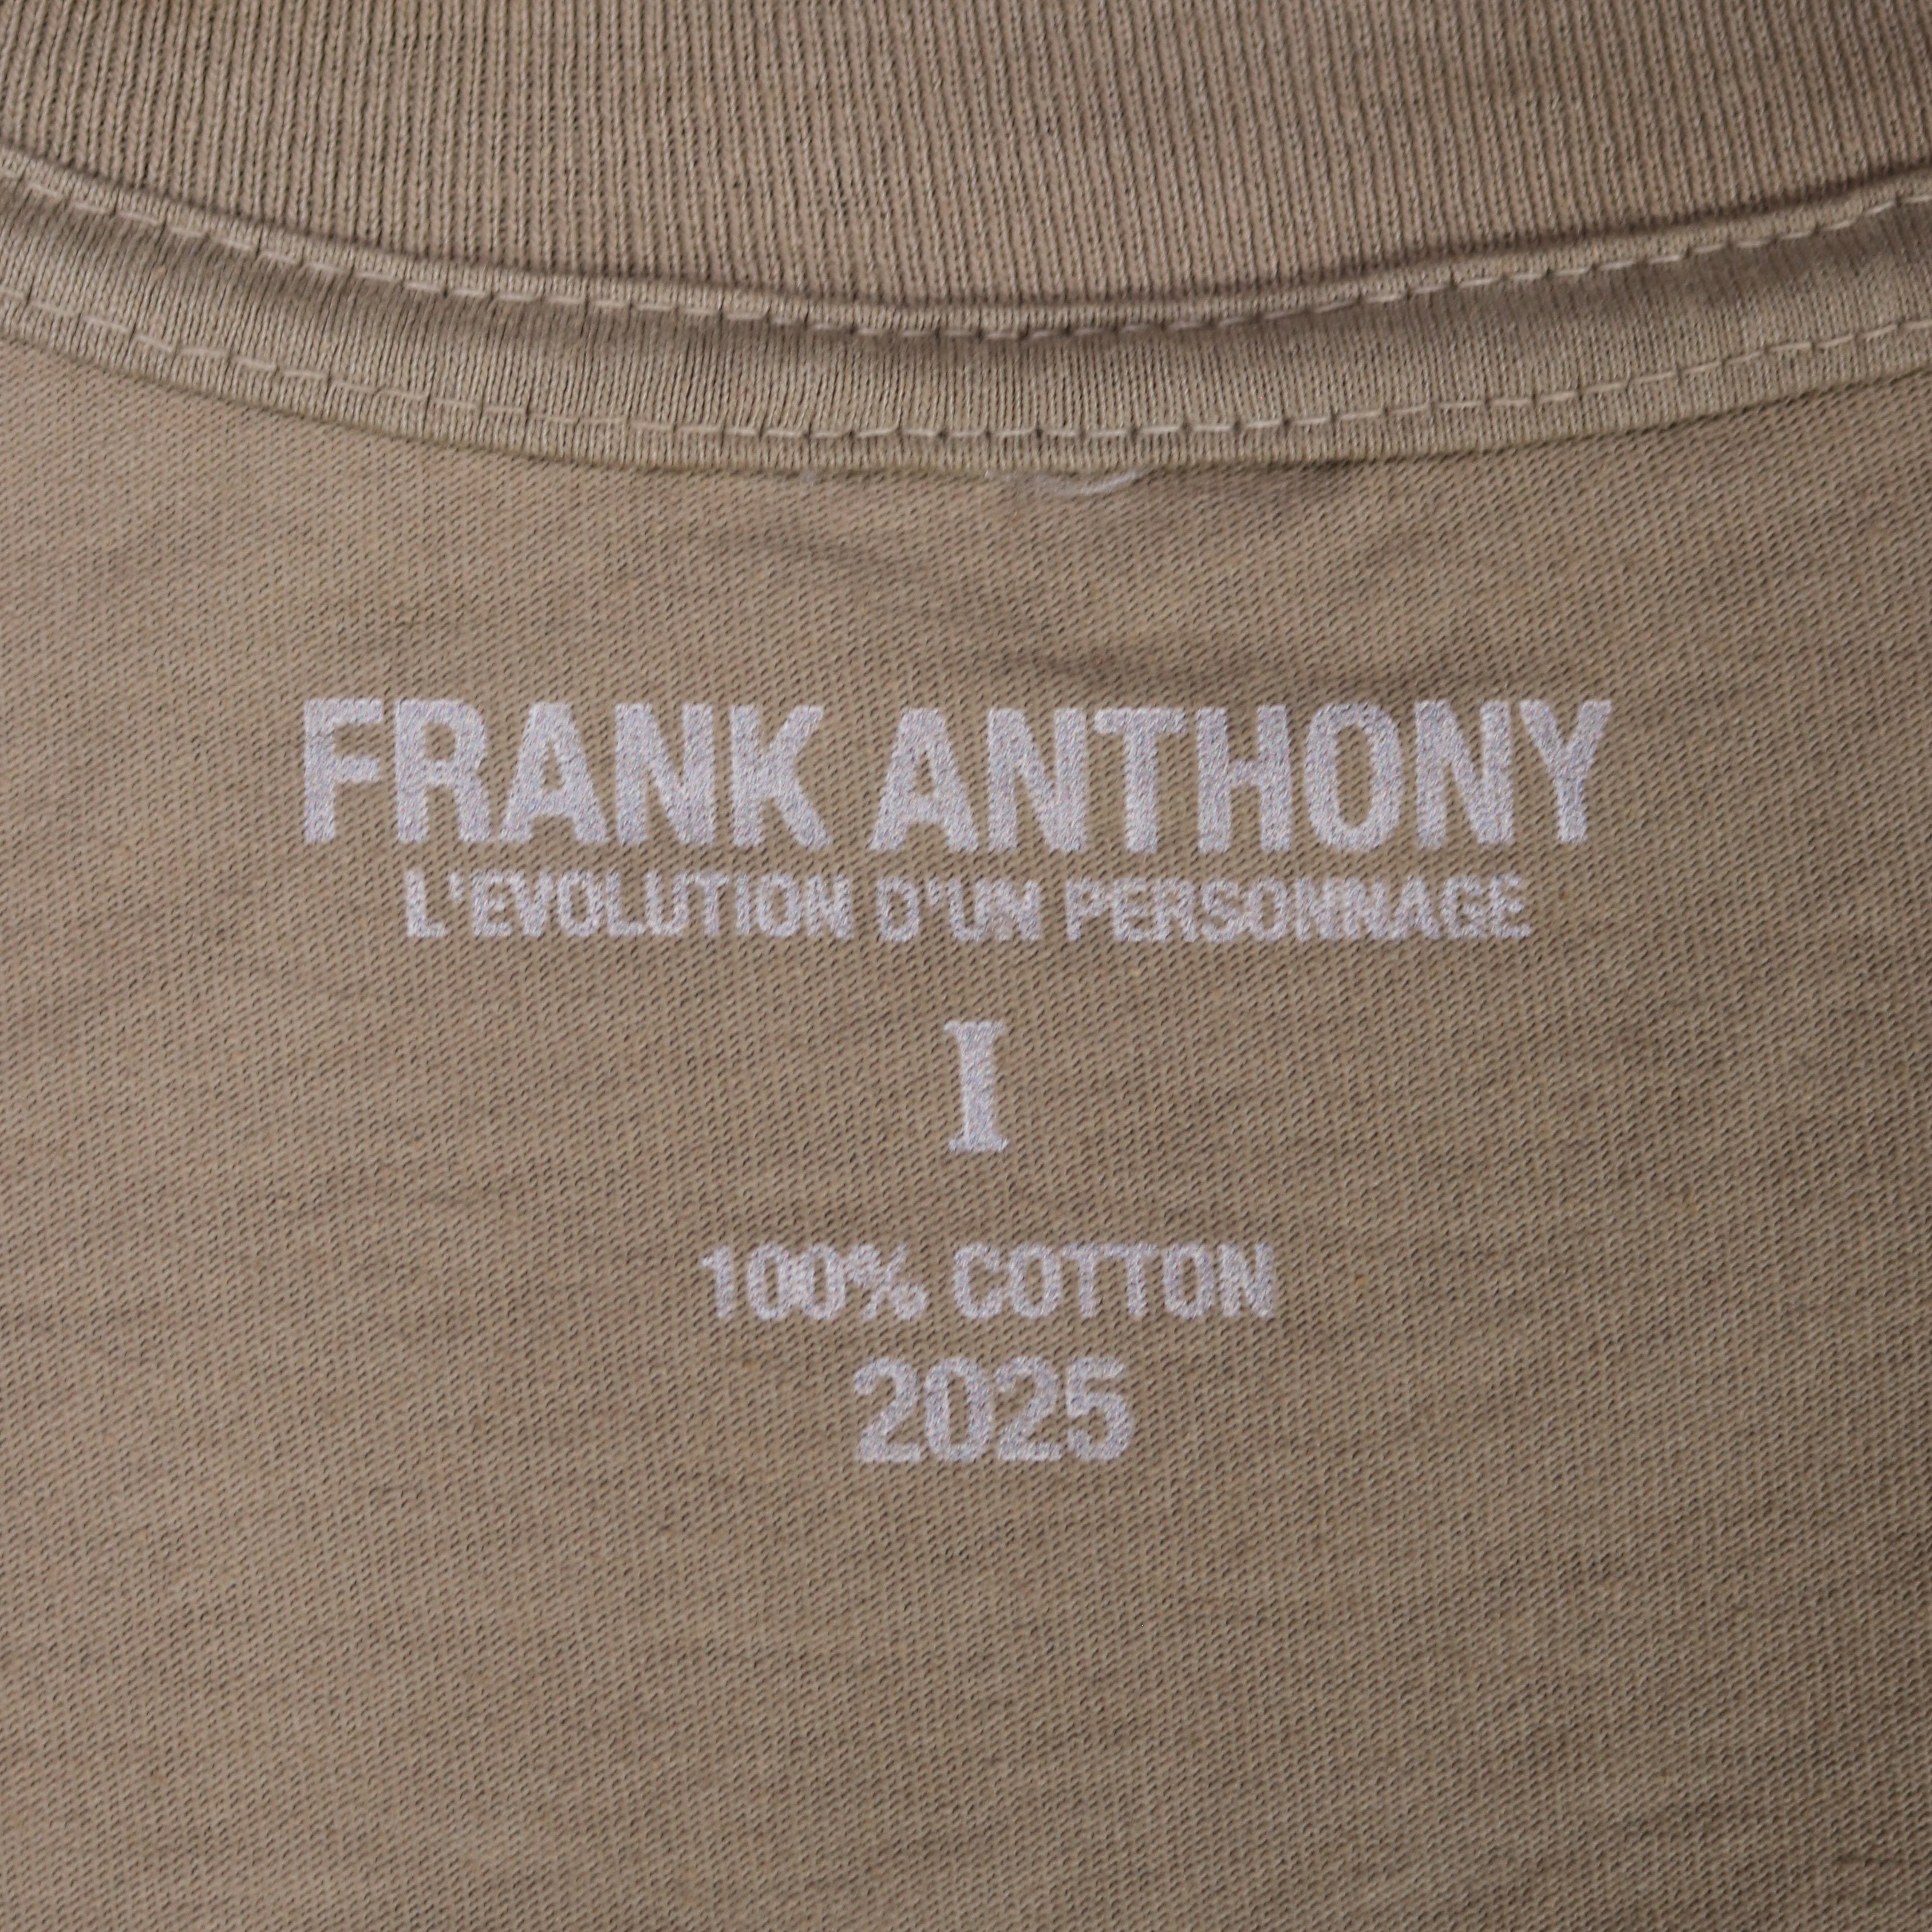 FRANK ANTHONY
L'EVOLUTION D'UN PERSONNAGE
I
100% COTTON
2025